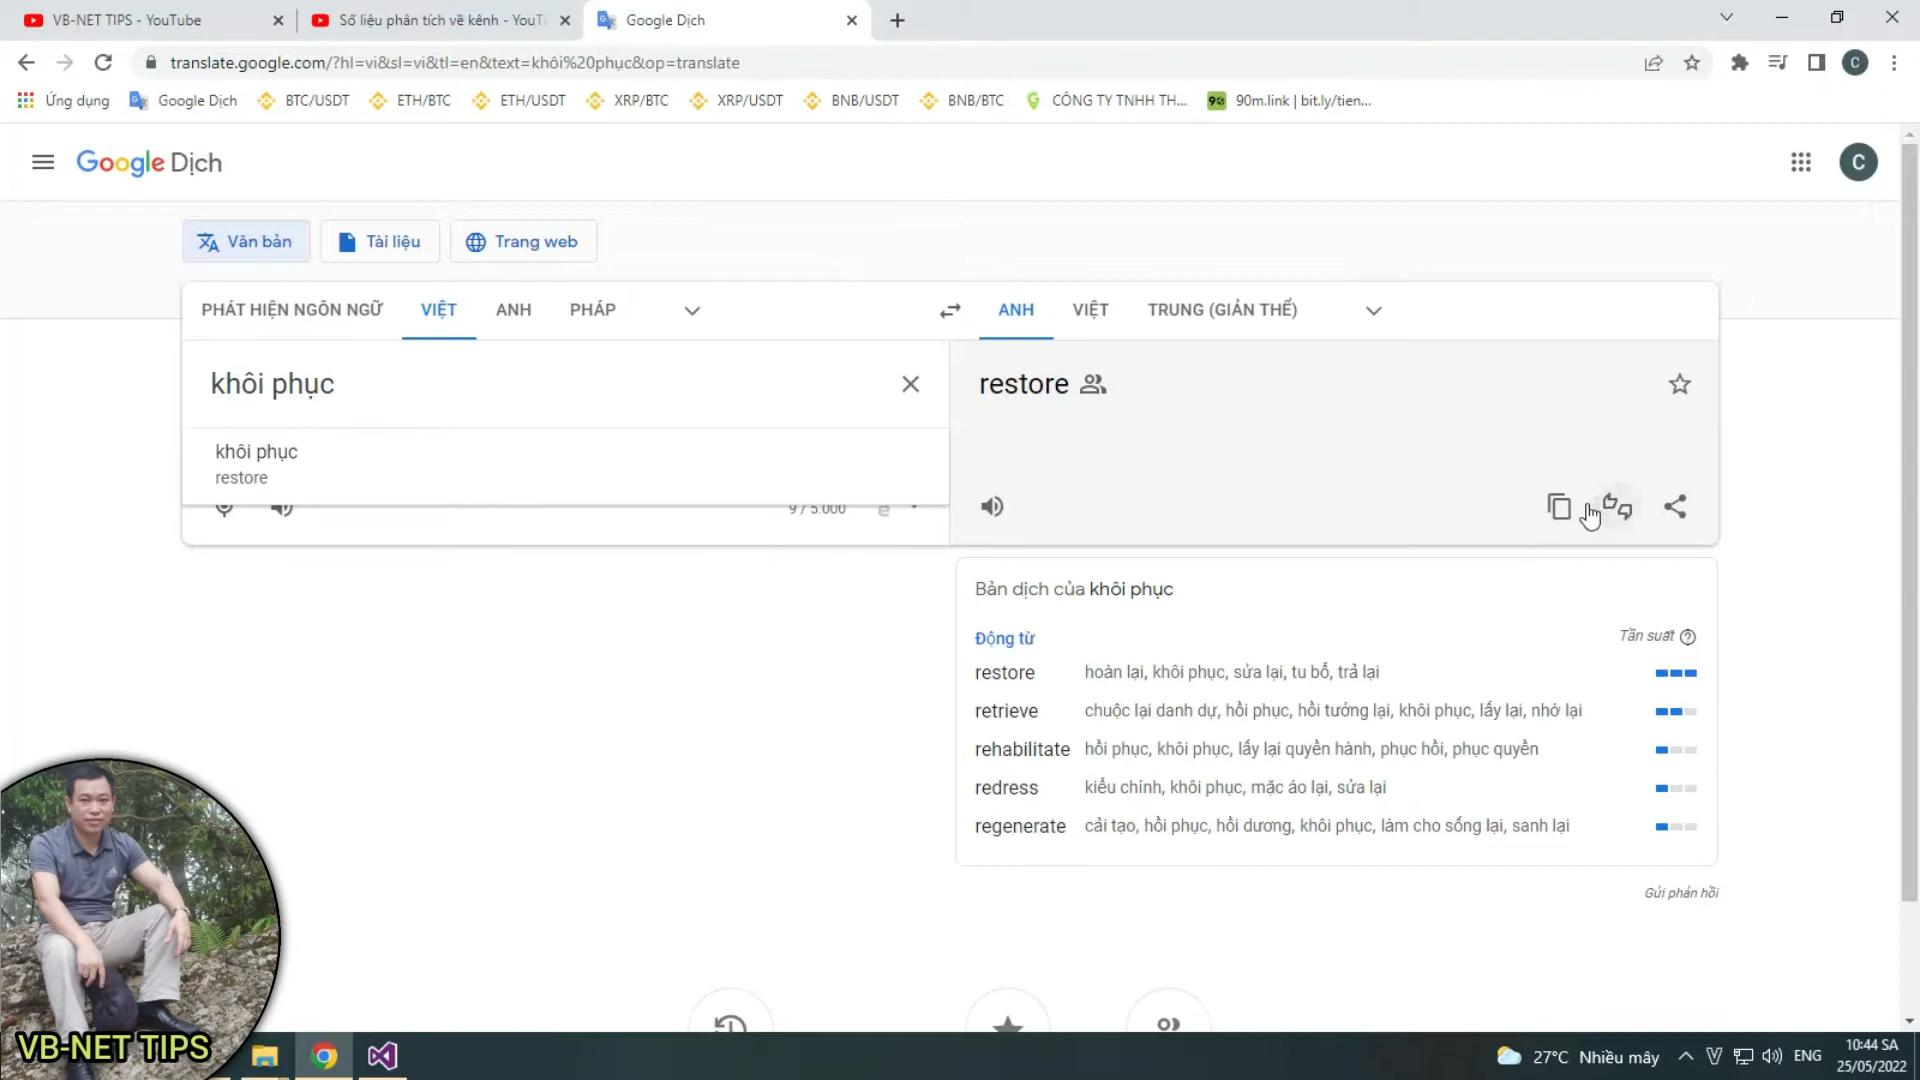 VB-NET TIPS - YouTube
Số liệu phân tích về kênh - YouTu
Google Dịch
translate.google.com/?hl=vi&sl=vi&tl=en&text=khôi%20phục&op=translate
C
Ứng dụng
Google Dịch
BTC/USDT
ETH/BTC
ETH/USDT
XRP/BTC
XRP/USDT
BNB/USDT
BNB/BTC
CÔNG TY TNHH TH...
90m.link | bit.ly/tien...
Google Dịch
C
Văn bản
Tài liệu
Trang web
PHÁT HIỆN NGÔN NGỮ
VIỆT
ANH
PHÁP
ANH
VIỆT
TRUNG (GIẢN THỂ)
khôi phục
restore
khôi phục
restore
9 / 5.000
Bản dịch của khôi phục
Động từ
Tần suất
restore
hoàn lại, khôi phục, sửa lại, tu bổ, trả lại
retrieve
chuộc lại danh dự, hồi phục, hồi tưởng lại, khôi phục, lấy lại, nhớ lại
rehabilitate
hồi phục, khôi phục, lấy lại quyền hành, phục hồi, phục quyền
redress
kiểu chính, khôi phục, mặc áo lại, sửa lại
regenerate
cải tạo, hồi phục, hồi dương, khôi phục, làm cho sống lại, sanh lại
Gửi phản hồi
VB-NET TIPS
27°C Nhiều mây
ENG
10:44 SA
25/05/2022